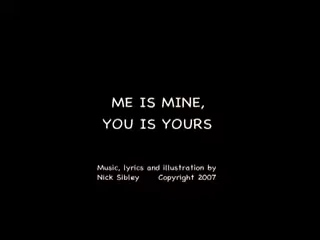 ME IS MINE,
YOU IS YOURS
Music, lyrics and illustration by
Nick Sibley Copyright 2007